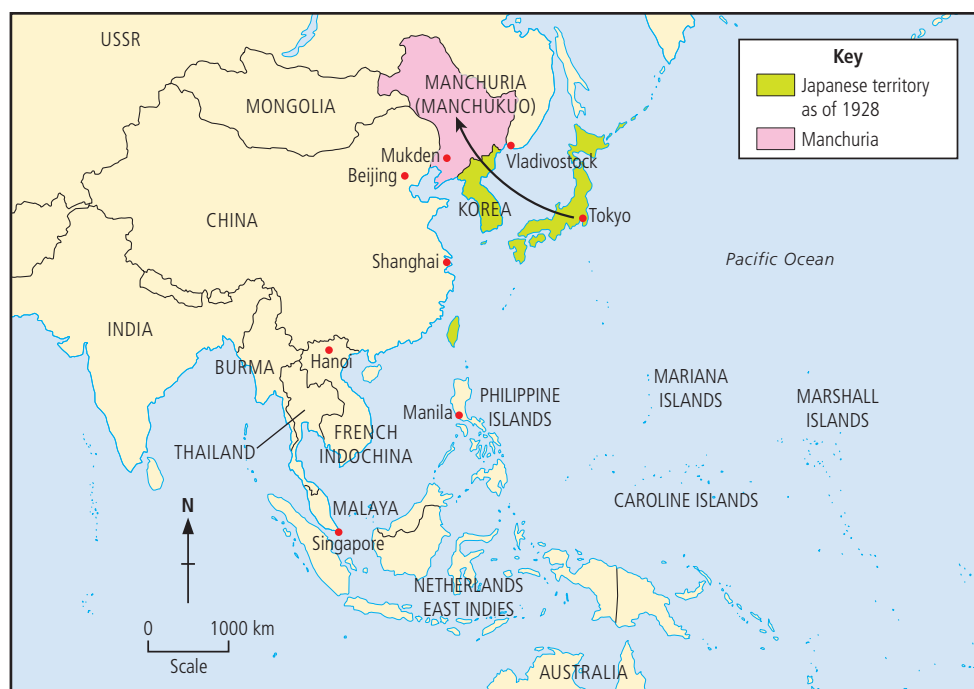 USSR
MONGOLIA
MANCHURIA
(MANCHUKUO)
Key
Japanese territory
as of 1928
Manchuria
Mukden
Vladivostock
Beijing
KOREA
Tokyo
CHINA
Shanghai
Pacific Ocean
INDIA
BURMA
Hanoi
PHILIPPINE
ISLANDS
MARIANA
ISLANDS
MARSHALL
ISLANDS
Manila
THAILAND
FRENCH
INDOCHINA
CAROLINE ISLANDS
N
MALAYA
Singapore
NETHERLANDS
EAST INDIES
0 1000 km
Scale
AUSTRALIA